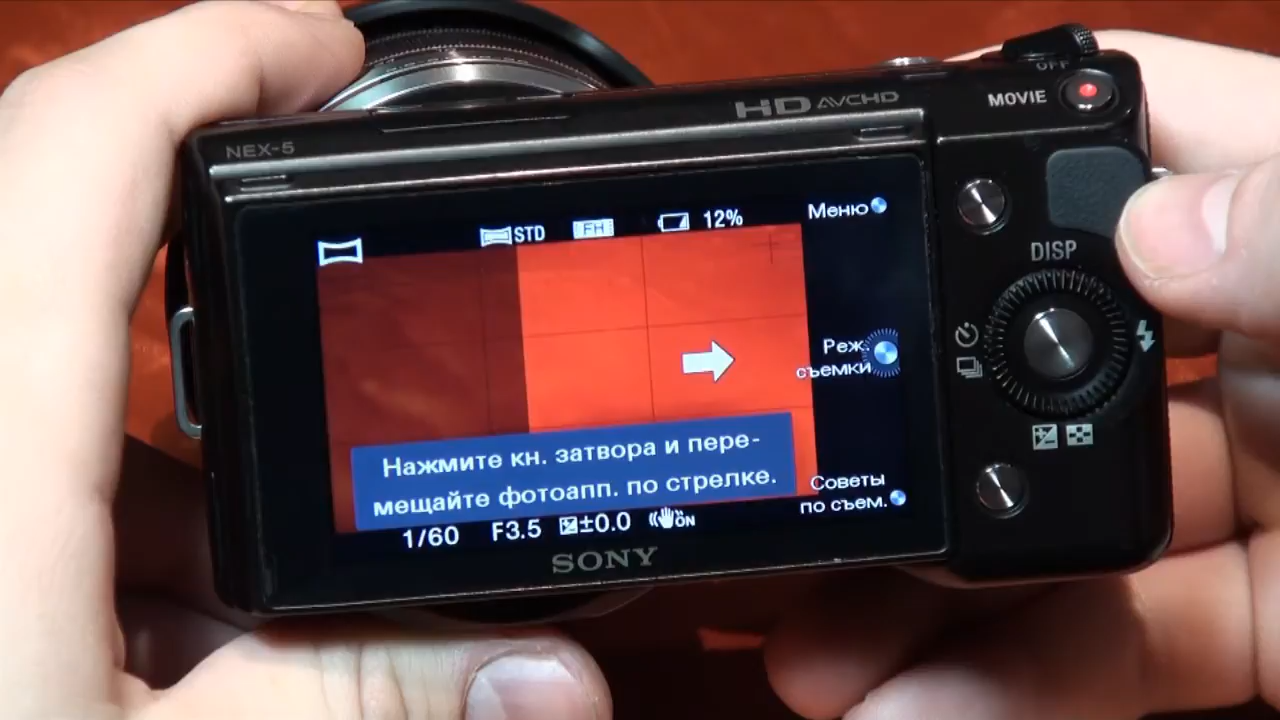 OFF
MOVIE
HD AVCHD
NEX-5
Меню
STD
FH
12%
DISP
Реж.
съемки
Нажмите кн. затвора и пере-
мещайте фотоапп. по стрелке.
Советы
по съем.
1/60 F3.5 ±0.0 ON
SONY